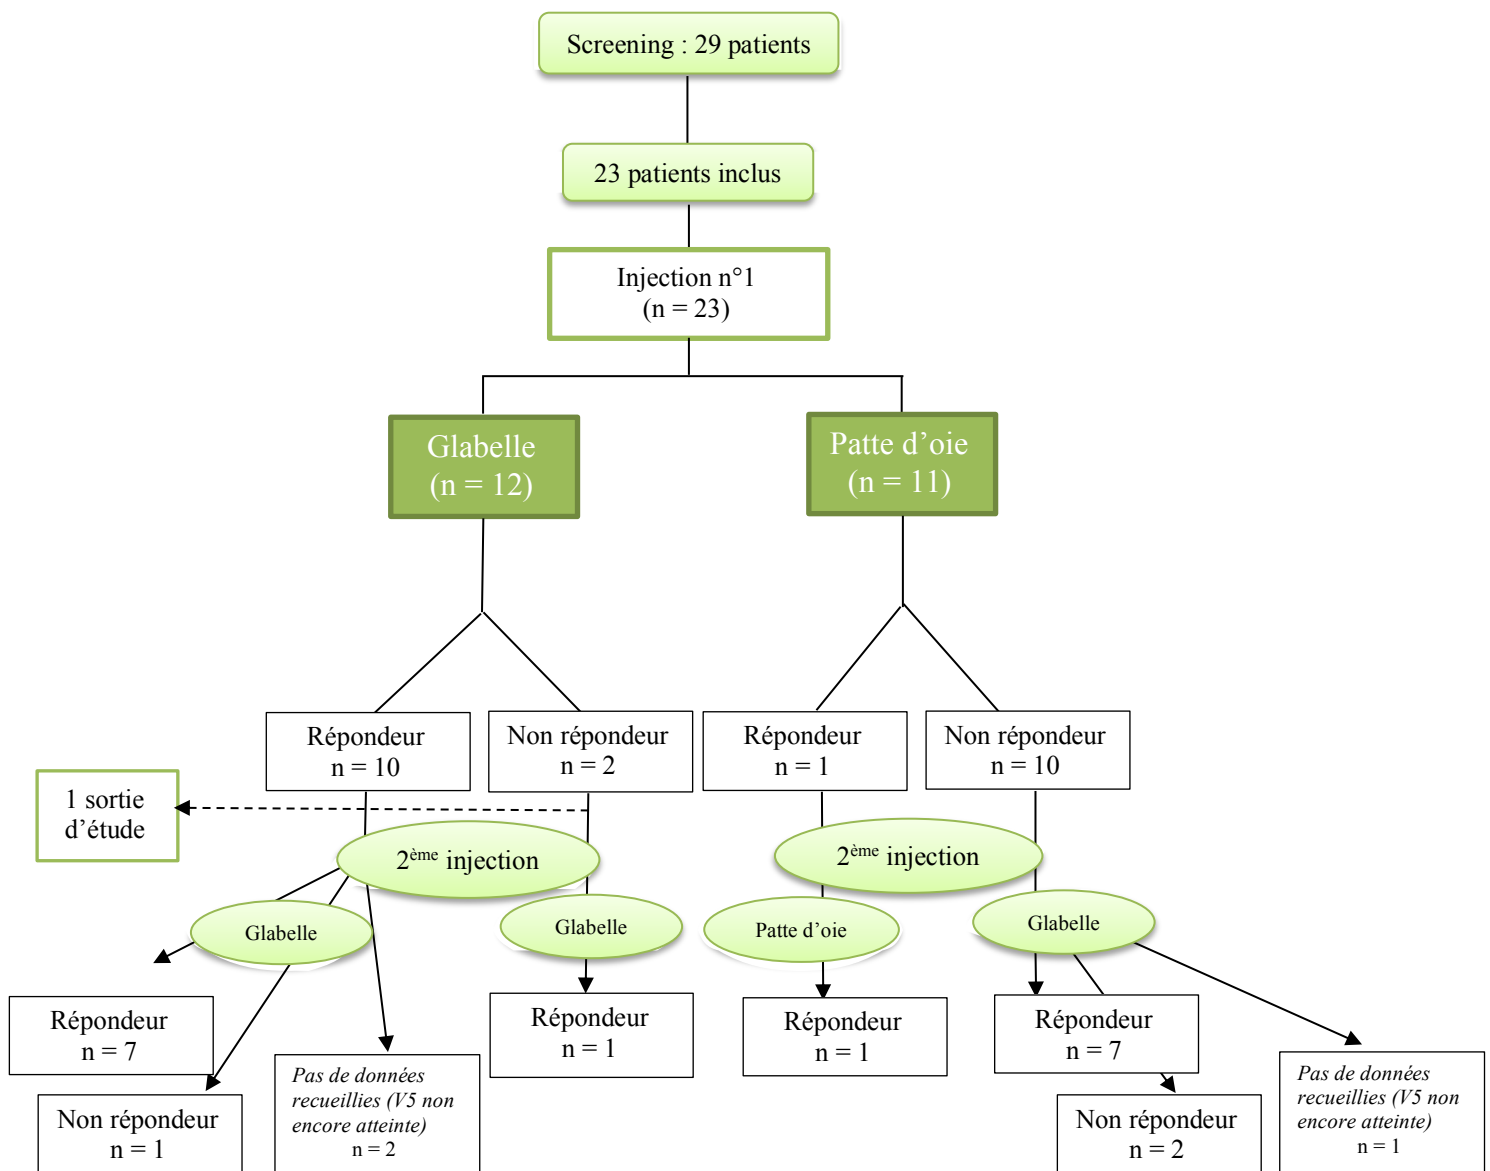 Screening : 29 patients
23 patients inclus
Injection n°1
(n = 23)
Glabelle
(n = 12)
Patte d’oie
(n = 11)
Répondeur
n = 10
Non répondeur
n = 2
Répondeur
n = 1
Non répondeur
n = 10
1 sortie
d’étude
2ème injection
2ème injection
Glabelle
Glabelle
Patte d’oie
Glabelle
Répondeur
n = 7
Non répondeur
n = 1
Pas de données
recueillies (V5 non
encore atteinte)
n = 2
Répondeur
n = 1
Répondeur
n = 1
Répondeur
n = 7
Non répondeur
n = 2
Pas de données
recueillies (V5 non
encore atteinte)
n = 1